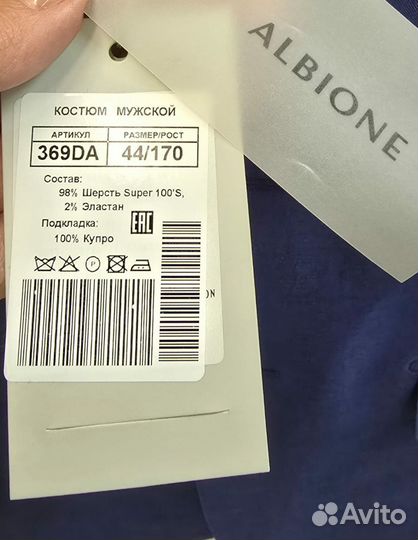 ALBIONE
КОСТЮМ МУЖСКОЙ
АРТИКУЛ РАЗМЕР/РОСТ
369DA 44/170
Состав:
98% Шерсть Super 100'S,
2% Эластан
Подкладка:
100% Купро
EAC
P
ON
Avito